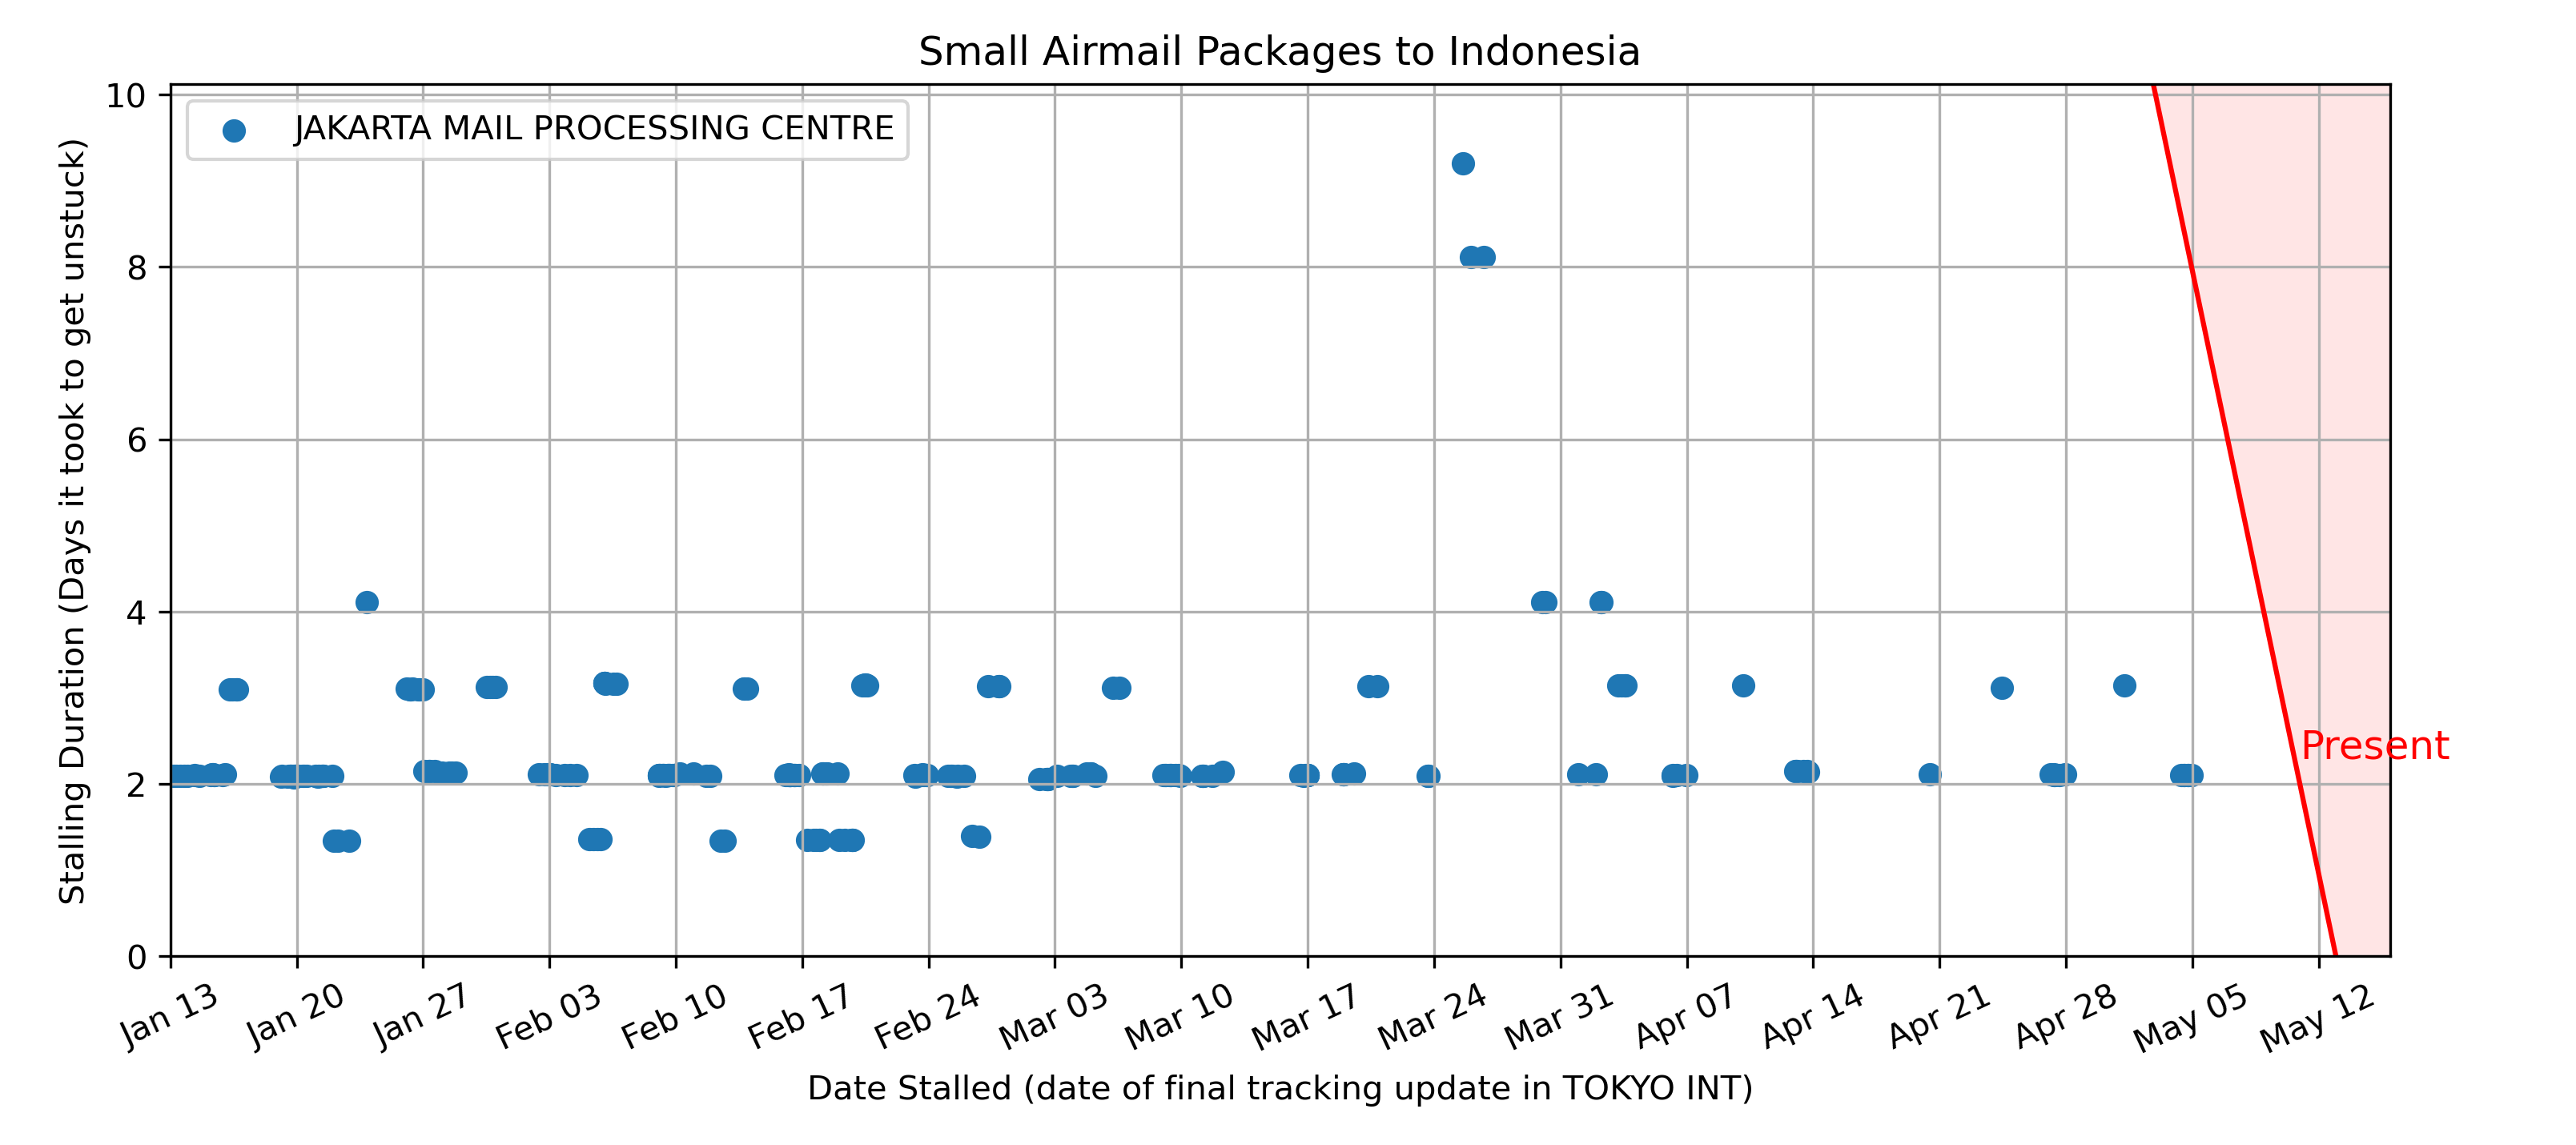 Small Airmail Packages to Indonesia
JAKARTA MAIL PROCESSING CENTRE
Stalling Duration (Days it took to get unstuck)
10
8
6
4
2
0
Present
Jan 13
Jan 20
Jan 27
Feb 03
Feb 10
Feb 17
Feb 24
Mar 03
Mar 10
Mar 17
Mar 24
Mar 31
Apr 07
Apr 14
Apr 21
Apr 28
May 05
May 12
Date Stalled (date of final tracking update in TOKYO INT)